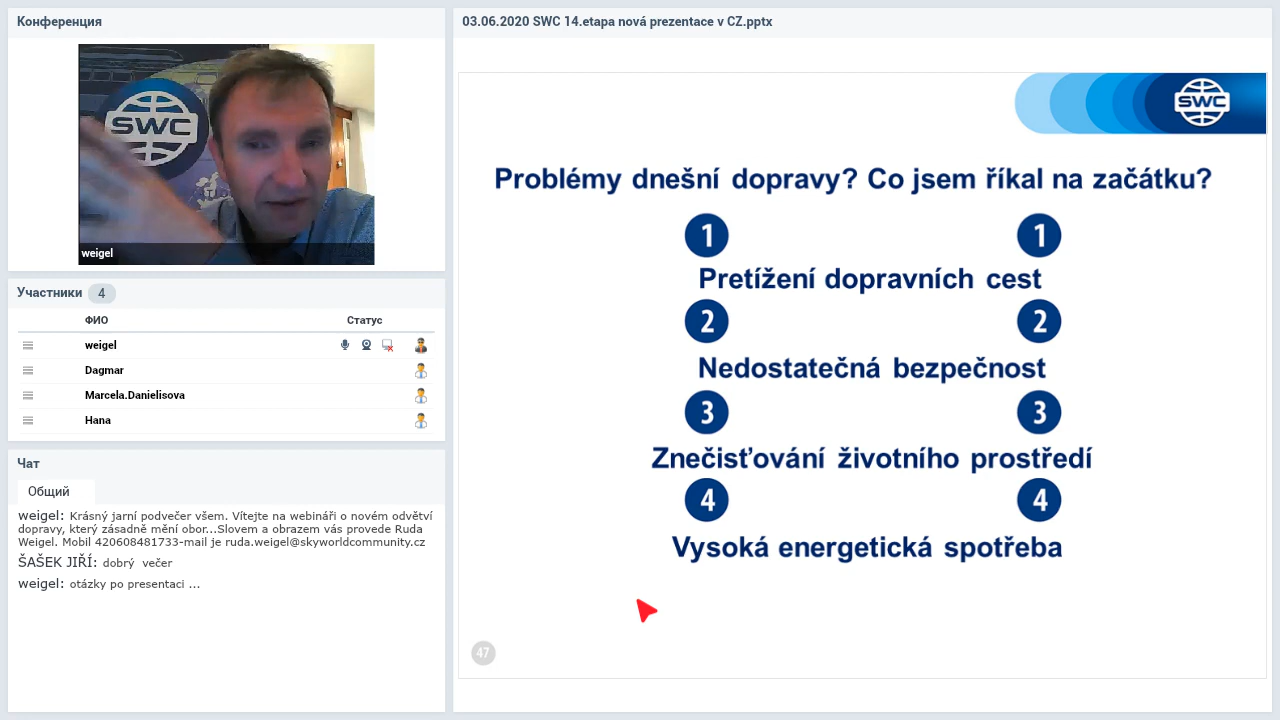 Конференция
SWC
weigel
Участники 4
ФИО Статус
weigel
Dagmar
Marcela.Danielisova
Hana
Чат
Общий
weigel: Krásný jarní podvečer všem. Vítejte na webináři o novém odvětví
dopravy, který zásadně mění obor...Slovem a obrazem vás provede Ruda
Weigel. Mobil 420608481733-mail je ruda.weigel@skyworldcommunity.cz
ŠAŠEK JIŘÍ: dobrý večer
weigel: otázky po presentaci ...
03.06.2020 SWC 14.etapa nová prezentace v CZ.pptx
SWC
Problémy dnešní dopravy? Co jsem říkal na začátku?
1 1
Pretížení dopravních cest
2 2
Nedostatečná bezpečnost
3 3
Znečisťování životního prostředí
4 4
Vysoká energetická spotřeba
47